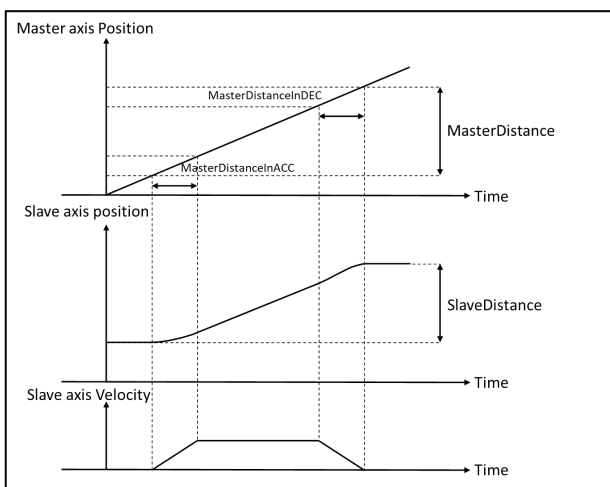 Master axis Position
MasterDistanceInDEC
MasterDistance
MasterDistanceInACC
Time
Slave axis position
SlaveDistance
Time
Slave axis Velocity
Time